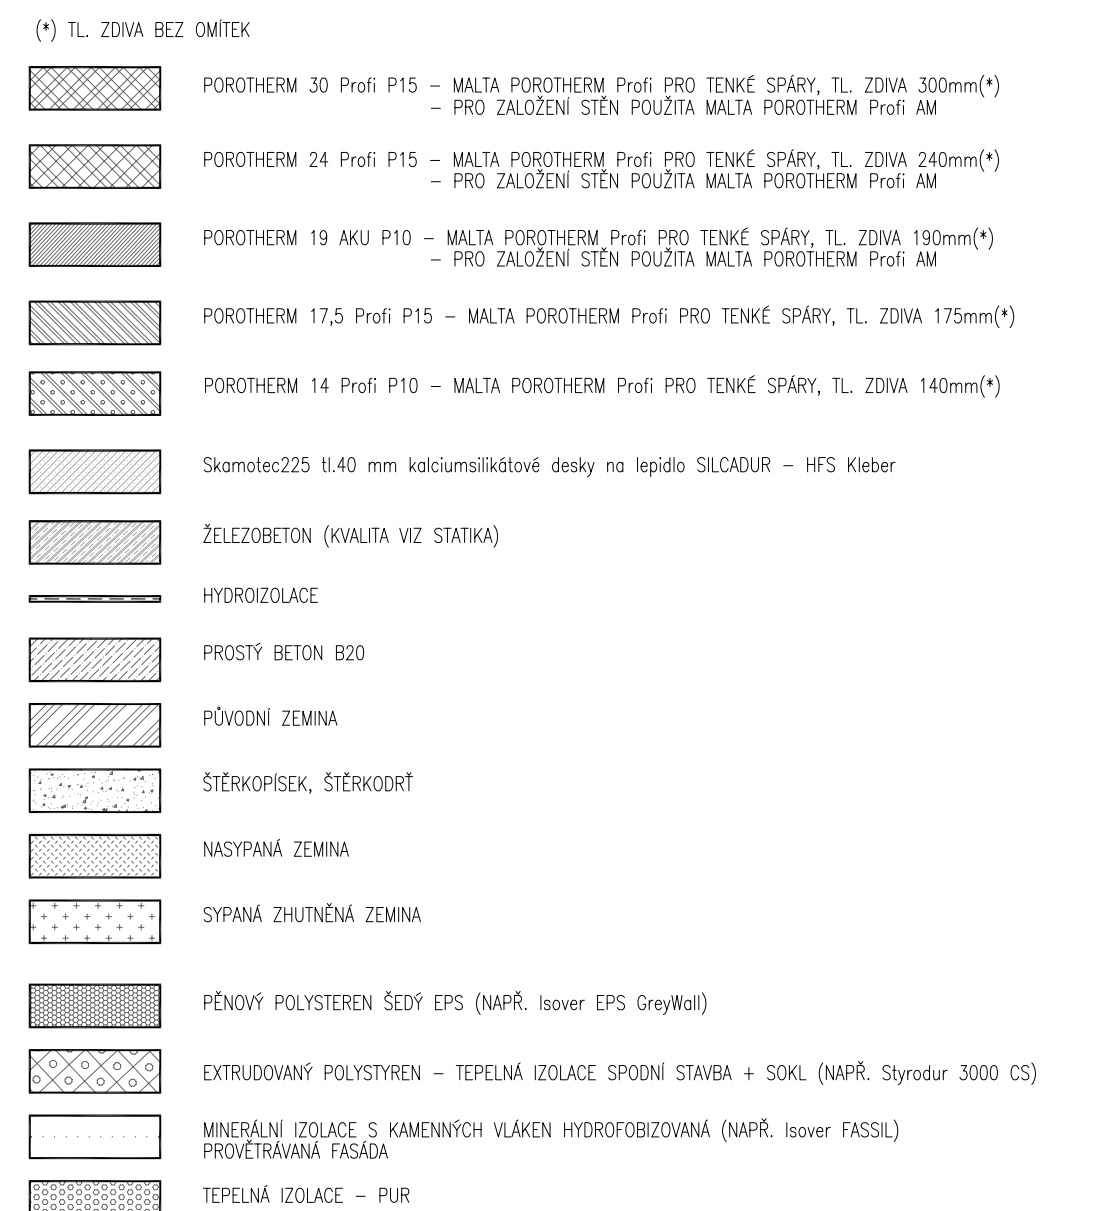 (*) TL. ZDIVA BEZ OMÍTEK
POROTHERM 30 Profi P15 – MALTA POROTHERM Profi PRO TENKÉ SPÁRY, TL. ZDIVA 300mm(*)
– PRO ZALOŽENÍ STĚN POUŽITA MALTA POROTHERM Profi AM
POROTHERM 24 Profi P15 – MALTA POROTHERM Profi PRO TENKÉ SPÁRY, TL. ZDIVA 240mm(*)
– PRO ZALOŽENÍ STĚN POUŽITA MALTA POROTHERM Profi AM
POROTHERM 19 AKU P10 – MALTA POROTHERM Profi PRO TENKÉ SPÁRY, TL. ZDIVA 190mm(*)
– PRO ZALOŽENÍ STĚN POUŽITA MALTA POROTHERM Profi AM
POROTHERM 17,5 Profi P15 – MALTA POROTHERM Profi PRO TENKÉ SPÁRY, TL. ZDIVA 175mm(*)
POROTHERM 14 Profi P10 – MALTA POROTHERM Profi PRO TENKÉ SPÁRY, TL. ZDIVA 140mm(*)
Skamotec225 tl.40 mm kalciumsilikátové desky na lepidlo SILCADUR – HFS Kleber
ŽELEZOBETON (KVALITA VIZ STATIKA)
HYDROIZOLACE
PROSTÝ BETON B20
PŮVODNÍ ZEMINA
ŠTĚRKOPÍSEK, ŠTĚRKODRŤ
NASYPANÁ ZEMINA
SYPANÁ ZHUTNĚNÁ ZEMINA
PĚNOVÝ POLYSTEREN ŠEDÝ EPS (NAPŘ. Isover EPS GreyWall)
EXTRUDOVANÝ POLYSTYREN – TEPELNÁ IZOLACE SPODNÍ STAVBA + SOKL (NAPŘ. Styrodur 3000 CS)
MINERÁLNÍ IZOLACE S KAMENNÝCH VLÁKEN HYDROFOBIZOVANÁ (NAPŘ. Isover FASSIL)
PROVĚTRÁVANÁ FASÁDA
TEPELNÁ IZOLACE – PUR